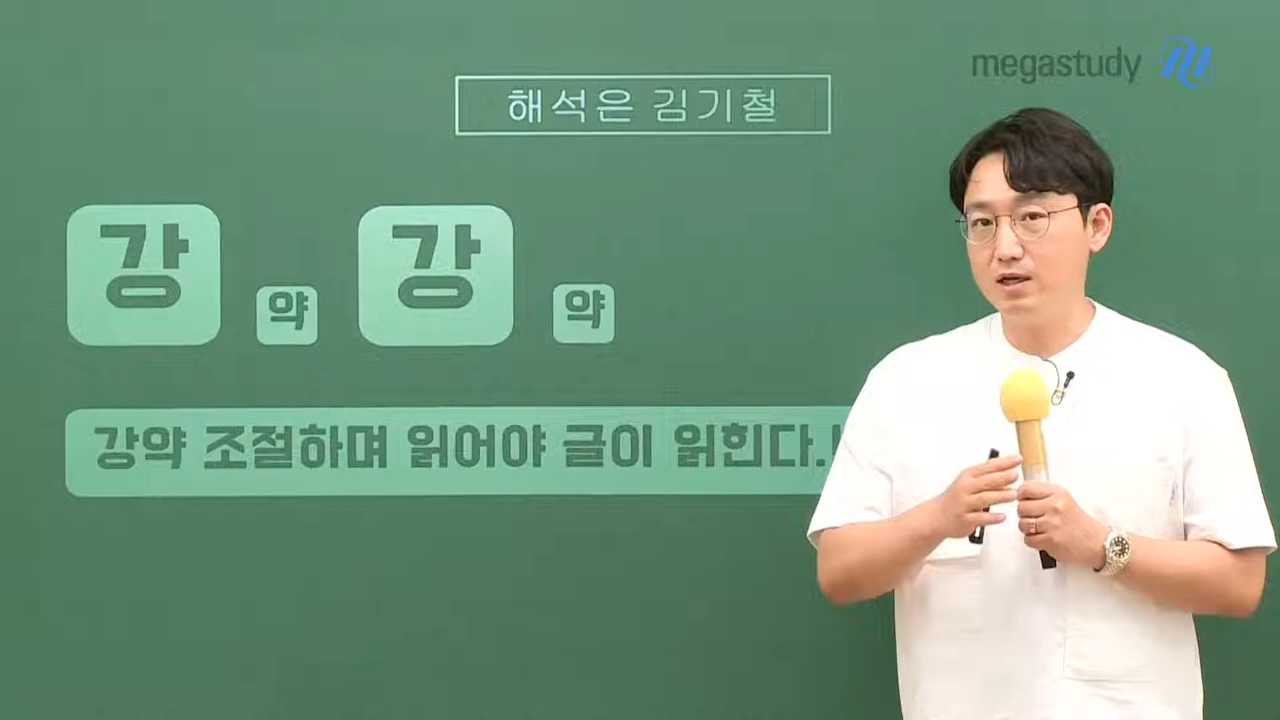 megastudy
해석은 김기철
강 약 강 약
강약 조절하며 읽어야 글이 읽힌다.